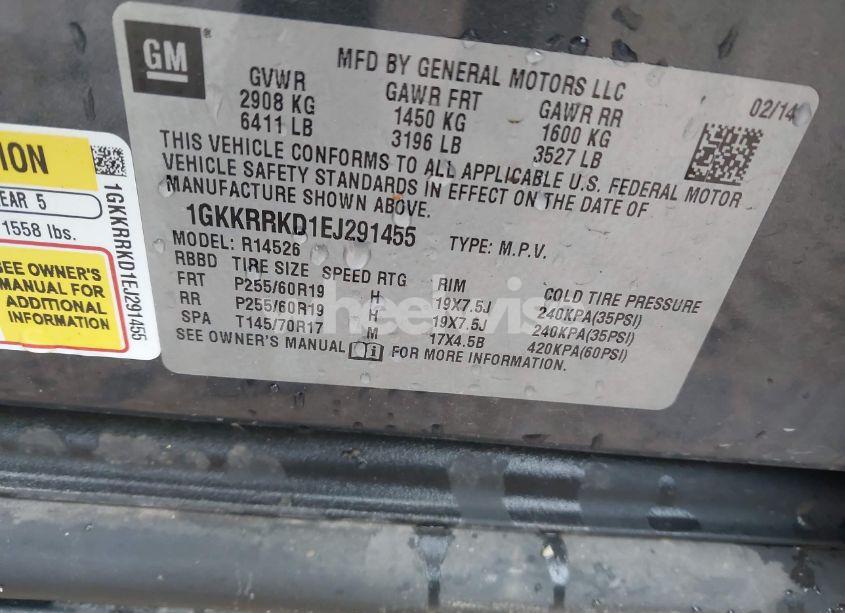 GM
MFD BY GENERAL MOTORS LLC
02/14
GVWR GAWR FRT GAWR RR
2908 KG 1450 KG 1600 KG
6411 LB 3196 LB 3527 LB
THIS VEHICLE CONFORMS TO ALL APPLICABLE U.S. FEDERAL MOTOR
VEHICLE SAFETY STANDARDS IN EFFECT ON THE DATE OF
MANUFACTURE SHOWN ABOVE.
1GKKRRKD1EJ291455 TYPE: M.P.V.
MODEL: R14526
RBBD TIRE SIZE SPEED RTG RIM COLD TIRE PRESSURE
FRT P255/60R19 H 19X7.5J 240KPA(35PSI)
RR P255/60R19 H 19X7.5J 240KPA(35PSI)
SPA T145/70R17 M 17X4.5B 420KPA(60PSI)
SEE OWNER'S MANUAL FOR MORE INFORMATION.
ION
EAR 5
1558 lbs.
SEE OWNER'S
MANUAL FOR
ADDITIONAL
INFORMATION
1GKKRRKD1EJ291455